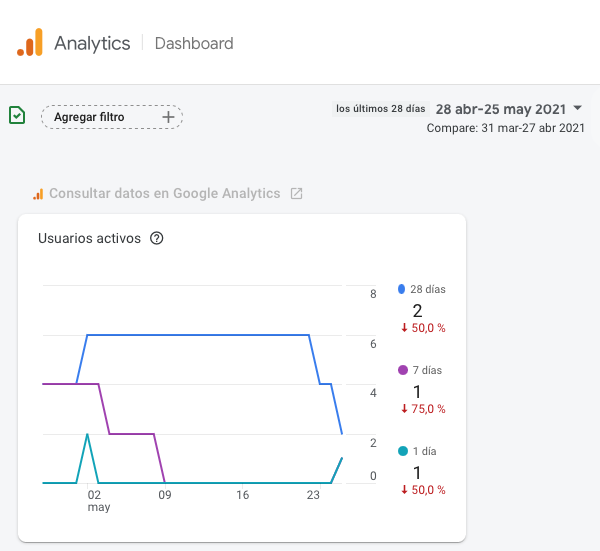 Analytics Dashboard
Agregar filtro
los últimos 28 días 28 abr-25 may 2021
Compare: 31 mar-27 abr 2021
Consultar datos en Google Analytics
Usuarios activos
8
6
4
2
0
02 may
09
16
23
28 días
2
50,0 %
7 días
1
75,0 %
1 día
1
50,0 %